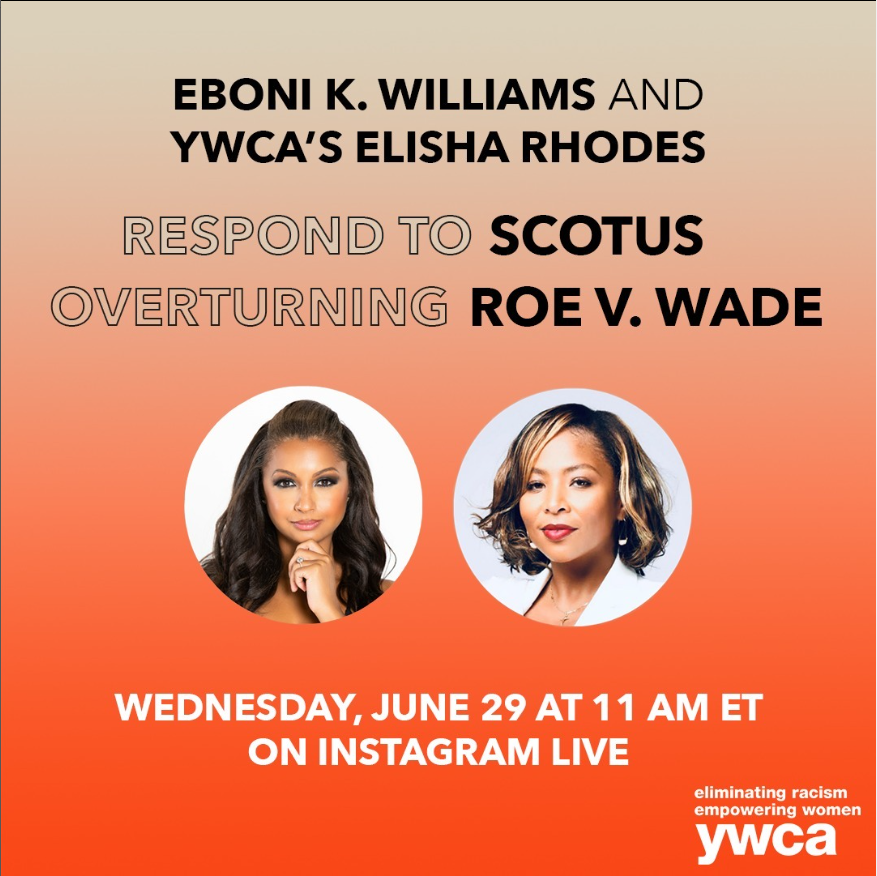 EBONI K. WILLIAMS AND
YWCA’S ELISHA RHODES
RESPOND TO SCOTUS
OVERTURNING ROE V. WADE
WEDNESDAY, JUNE 29 AT 11 AM ET
ON INSTAGRAM LIVE
eliminating racism
empowering women
ywca